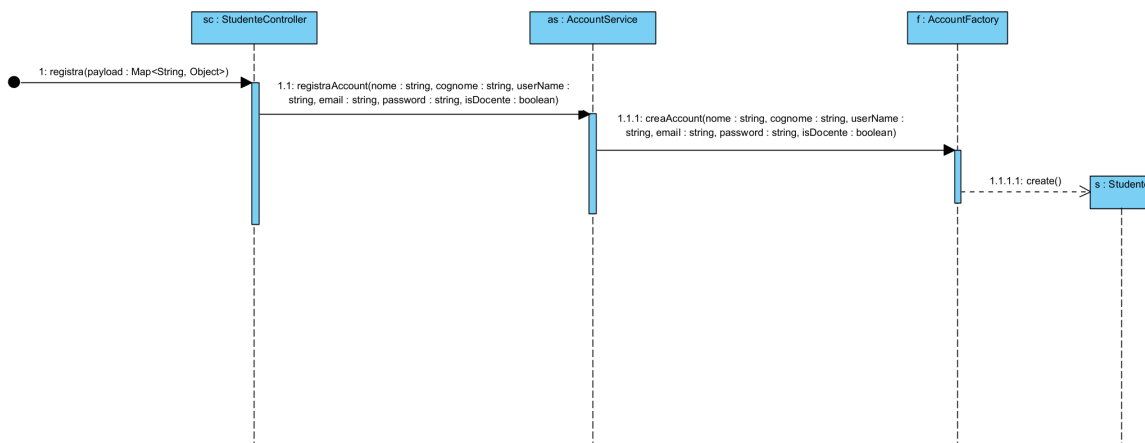 sc : StudenteController
as : AccountService
f : AccountFactory
1: registra(payload : Map<String, Object>)
1.1: registraAccount(nome : string, cognome : string, userName :
string, email : string, password : string, isDocente : boolean)
1.1.1: creaAccount(nome : string, cognome : string, userName :
string, email : string, password : string, isDocente : boolean)
1.1.1.1: create()
s : Studente